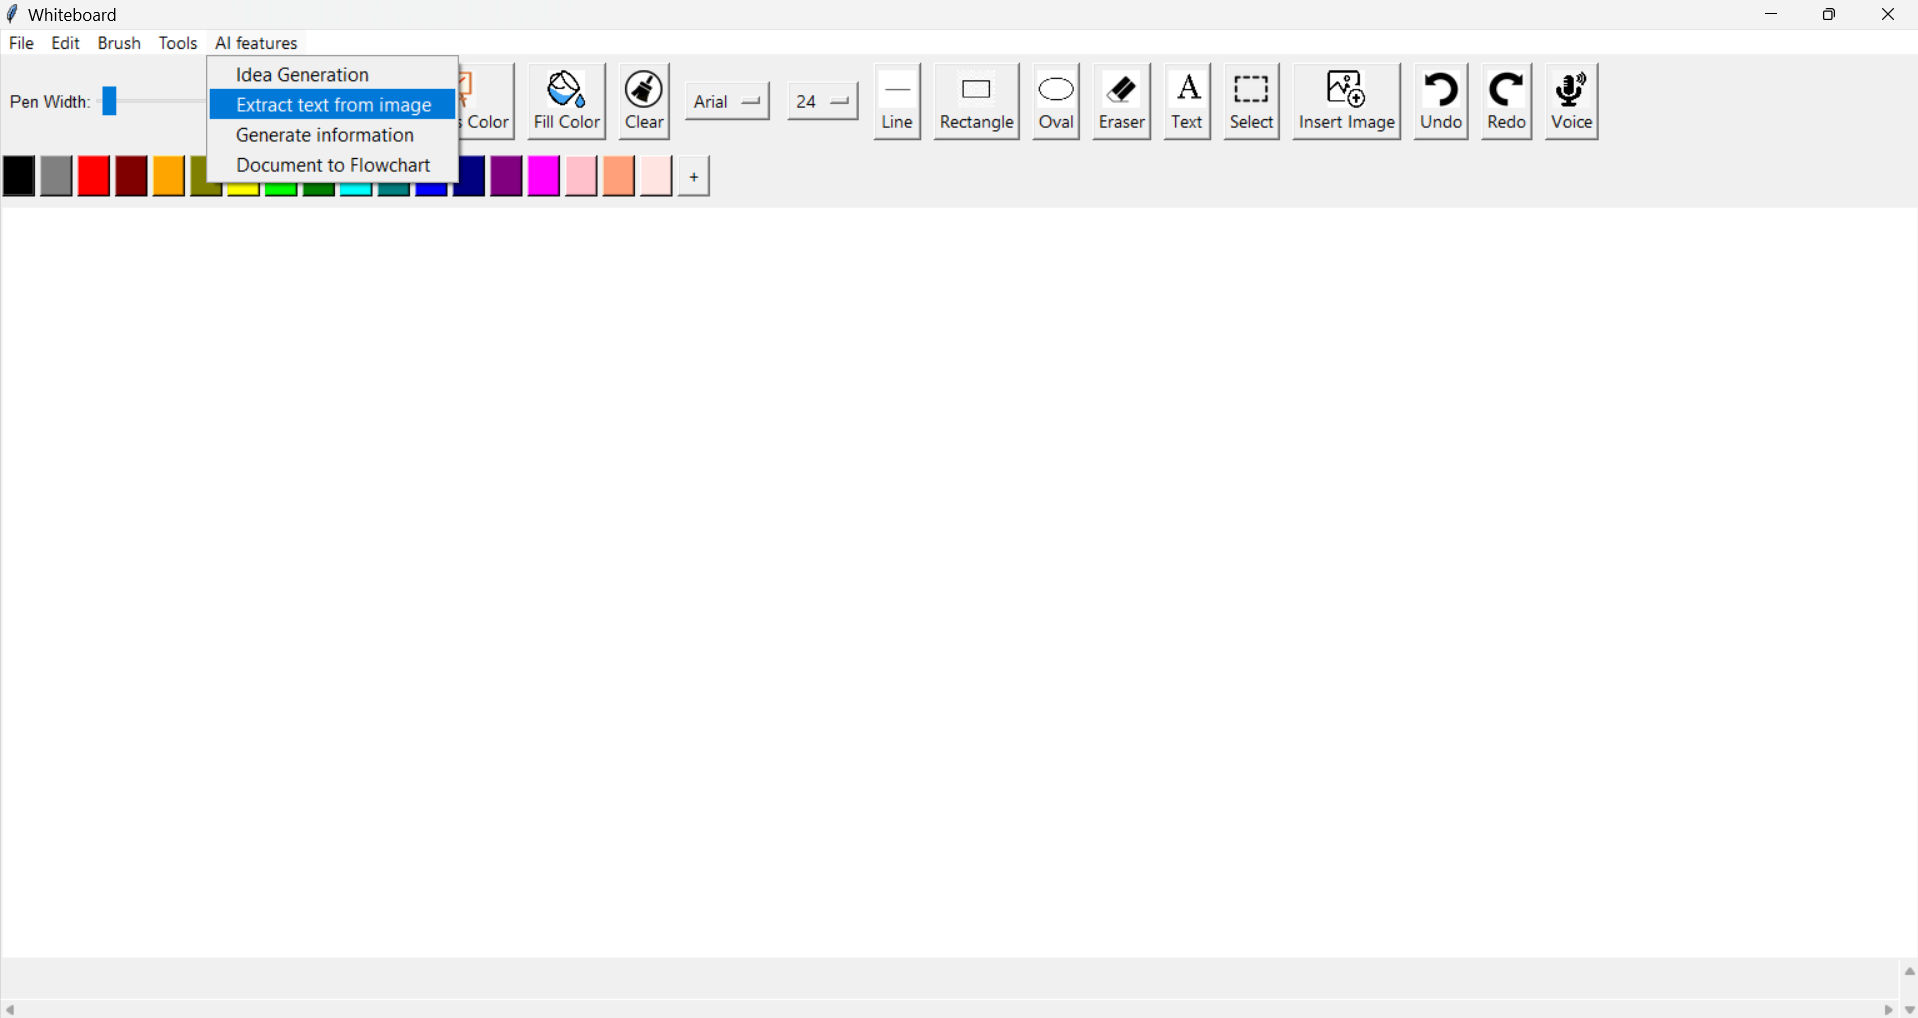 Whiteboard
File Edit Brush Tools AI features
Idea Generation
Extract text from image
Generate information
Document to Flowchart
Pen Width:
Color
Fill Color
Clear
Arial
24
Line
Rectangle
Oval
Eraser
A
Text
Select
Insert Image
Undo
Redo
Voice
+